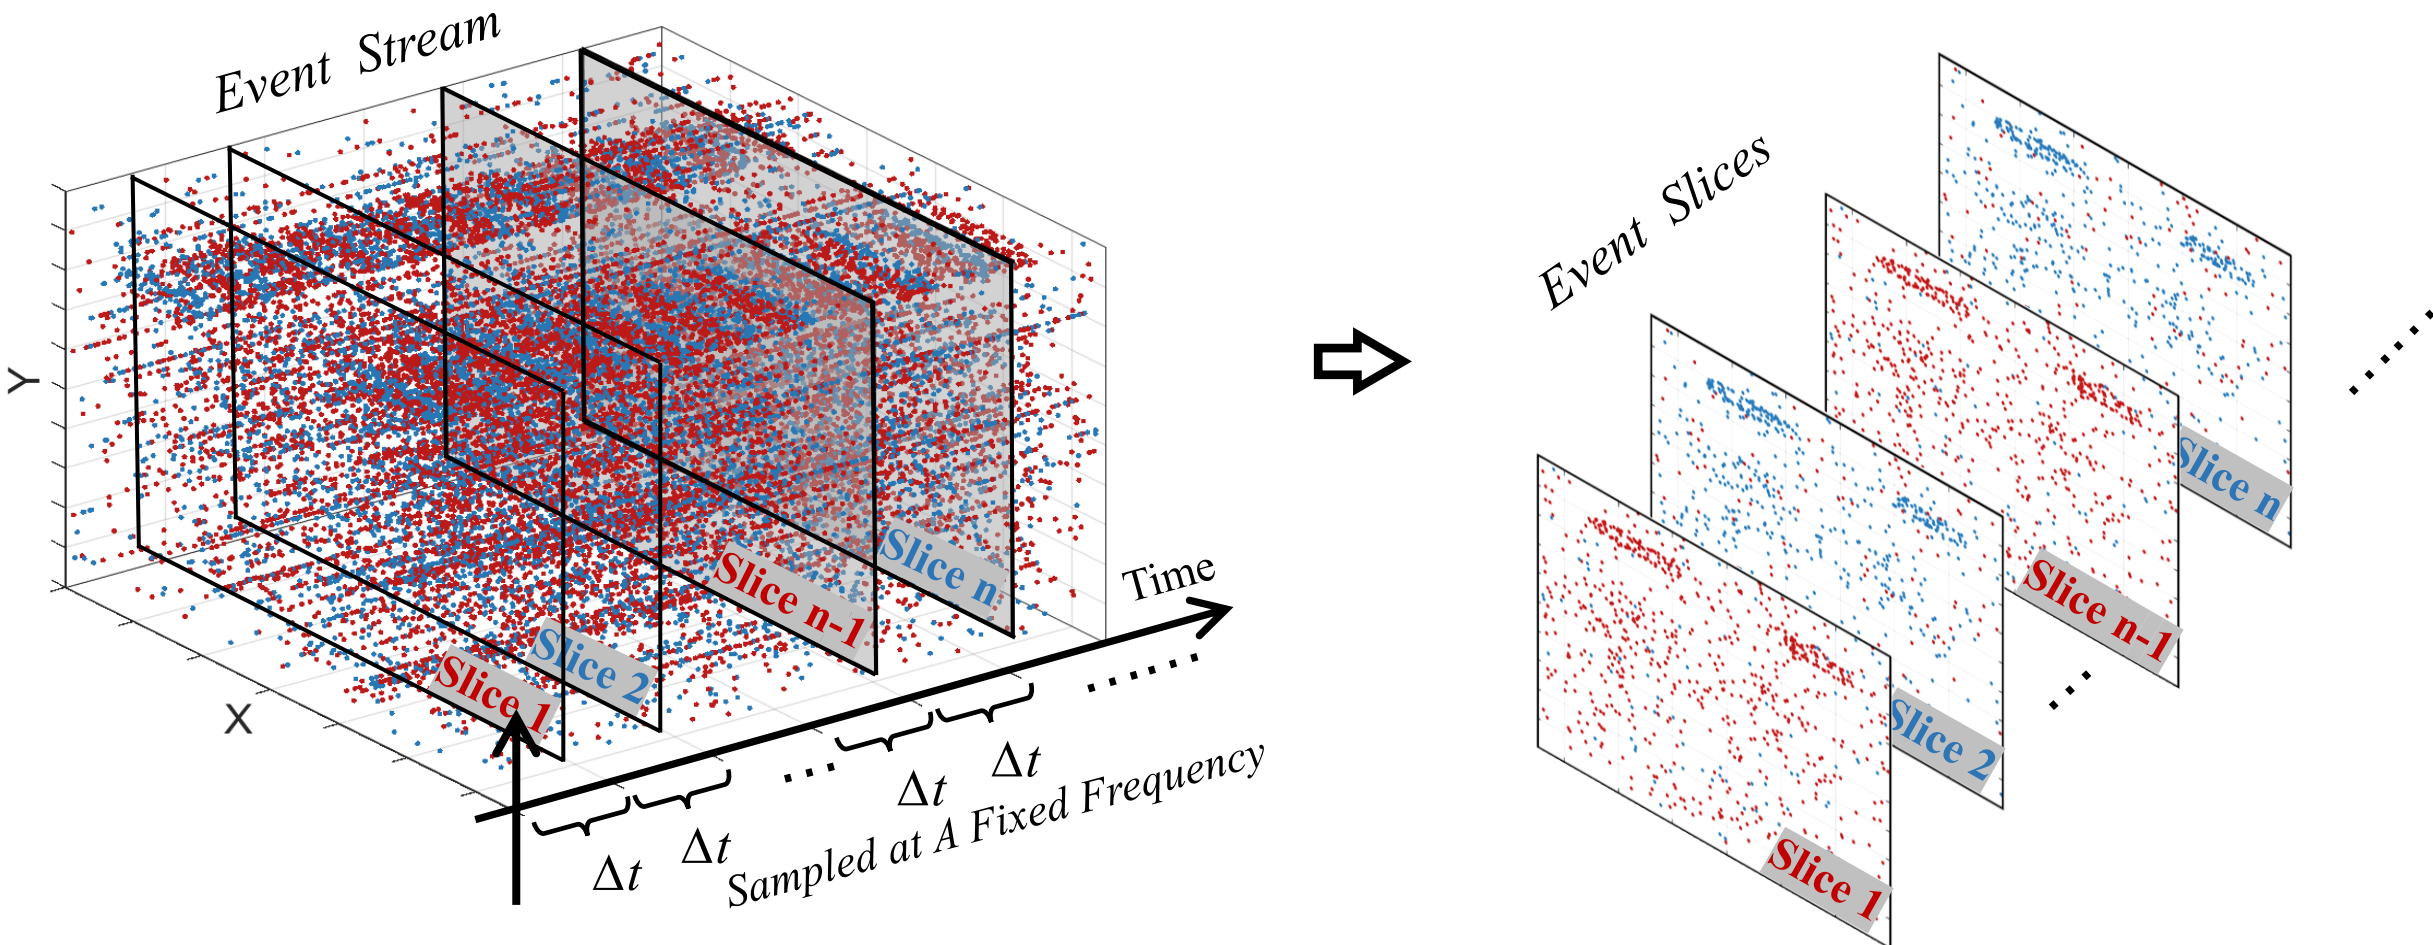 Event Stream
Y
X
Slice 1
Slice 2
Slice n-1
Slice n
Time
Δt
Δt
Δt
Δt
Sampled at A Fixed Frequency
Event Slices
Slice 1
Slice 2
Slice n-1
Slice n